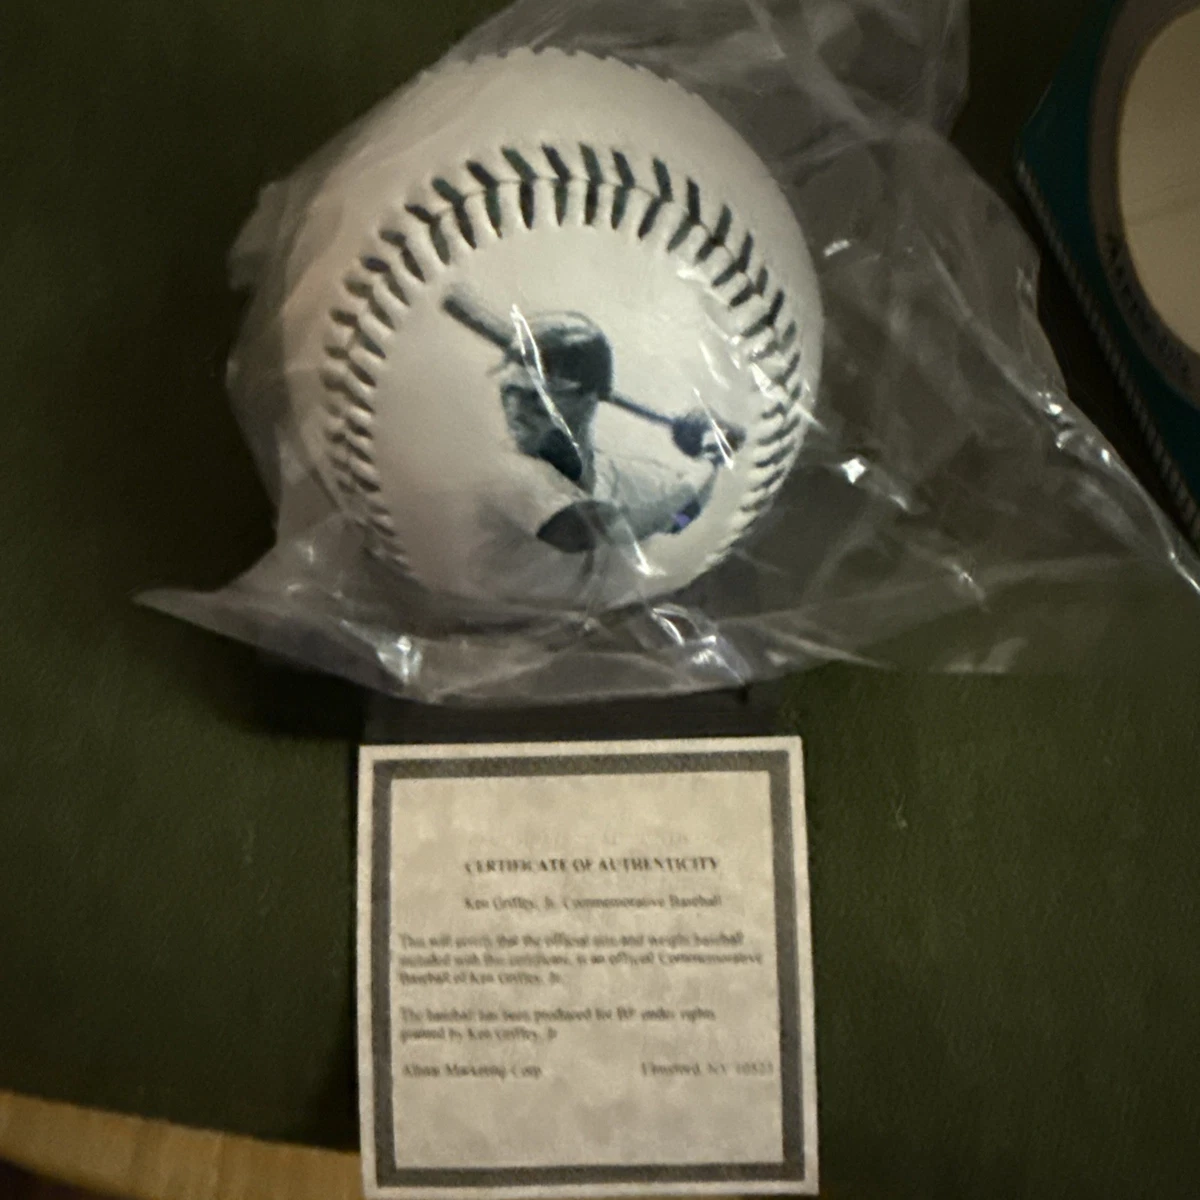 CERTIFICATE OF AUTHENTICITY
Ken Griffey, Jr. Commemorative Baseball
This will certify that the official size and weight baseball
included with this certificate, is an official Commemorative
Baseball of Ken Griffey, Jr.
The baseball has been produced for BP under rights
granted by Ken Griffey, Jr.
Marketing Corp. Elmsford, NY 10523